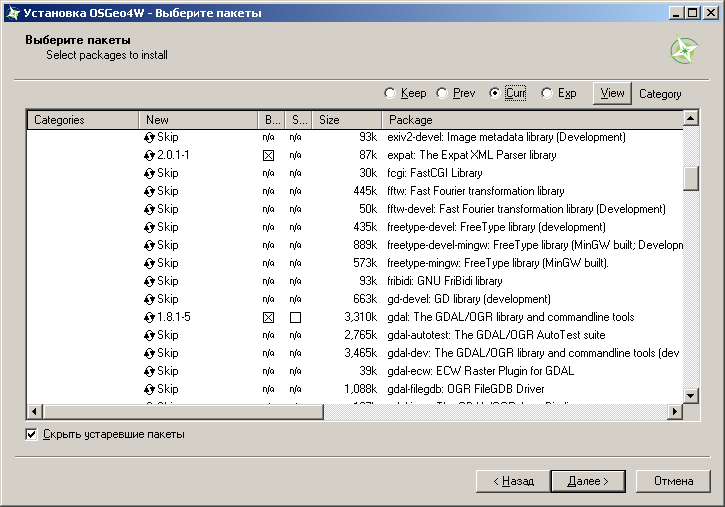 Установка OSGeo4W - Выберите пакеты
Выберите пакеты
Select packages to install
Keep Prev Curr Exp View Category
Categories New B... S... Size Package
Skip n/a n/a 93k exiv2-devel: Image metadata library (Development)
2.0.1-1 n/a 87k expat: The Expat XML Parser library
Skip n/a n/a 30k fcgi: FastCGI Library
Skip n/a n/a 445k fftw: Fast Fourier transformation library
Skip n/a n/a 50k fftw-devel: Fast Fourier transformation library (Development)
Skip n/a n/a 435k freetype-devel: FreeType library (development)
Skip n/a n/a 889k freetype-devel-mingw: FreeType library (MinGW built; Developm
Skip n/a n/a 573k freetype-mingw: FreeType library (MinGW built).
Skip n/a n/a 93k fribidi: GNU FriBidi library
Skip n/a n/a 663k gd-devel: GD library (development)
1.8.1-5 3,310k gdal: The GDAL/OGR library and commandline tools
Skip n/a n/a 2,765k gdal-autotest: The GDAL/OGR AutoTest suite
Skip n/a n/a 3,465k gdal-dev: The GDAL/OGR library and commandline tools (dev
Skip n/a n/a 39k gdal-ecw: ECW Raster Plugin for GDAL
Skip n/a n/a 1,088k gdal-filegdb: OGR FileGDB Driver
Скрыть устаревшие пакеты
< Назад Далее > Отмена